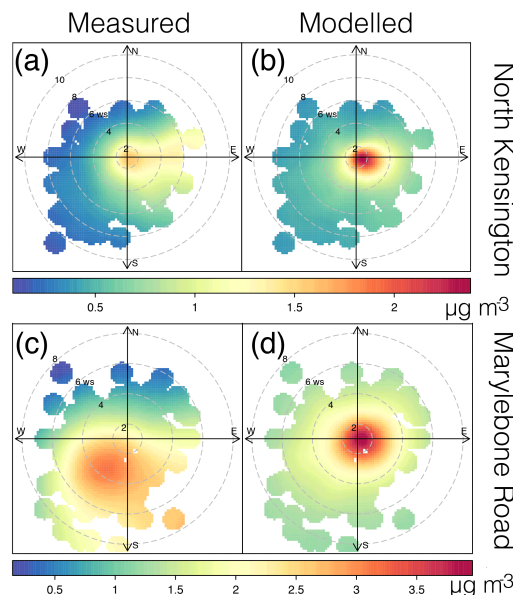 Measured Modelled
(a) N 10 8 6 ws 4 2 W E S
(b) N 10 8 6 ws 4 2 W E S
North Kensington
0.5 1 1.5 2
µg m-3
(c) N 8 6 ws 4 2 W E S
(d) N 8 6 ws 4 2 W E S
Marylebone Road
0.5 1 1.5 2 2.5 3 3.5
µg m-3